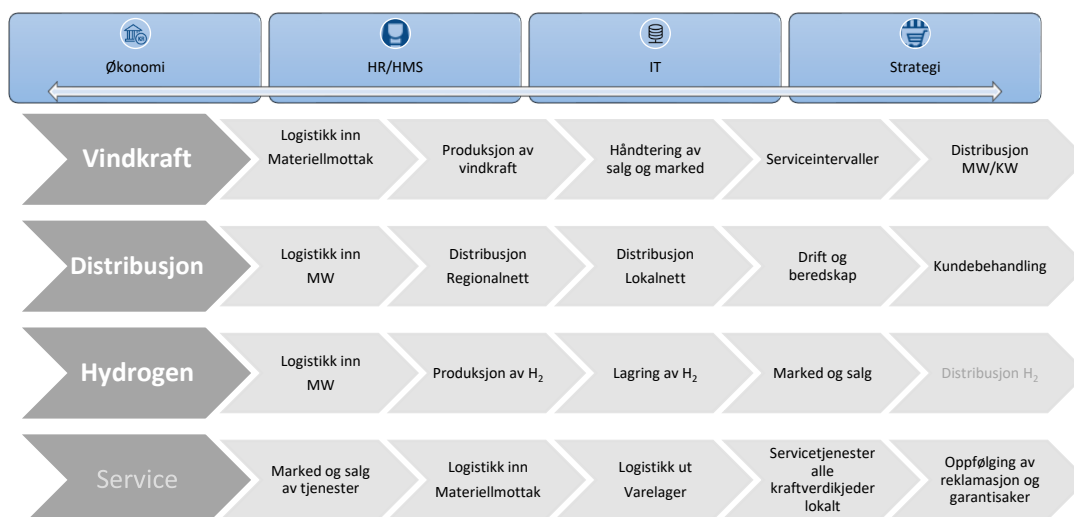 Økonomi
HR/HMS
IT
Strategi
Vindkraft
Logistikk inn
Materiellmottak
Produksjon av
vindkraft
Håndtering av
salg og marked
Serviceintervaller
Distribusjon
MW/KW
Distribusjon
Logistikk inn
MW
Distribusjon
Regionalnett
Distribusjon
Lokalnett
Drift og
beredskap
Kundebehandling
Hydrogen
Logistikk inn
MW
Produksjon av H₂
Lagring av H₂
Marked og salg
Distribusjon H₂
Service
Marked og salg
av tjenester
Logistikk inn
Materiellmottak
Logistikk ut
Varelager
Servicetjenester
alle
kraftverdikjeder
lokalt
Oppfølging av
reklamasjon og
garantisaker